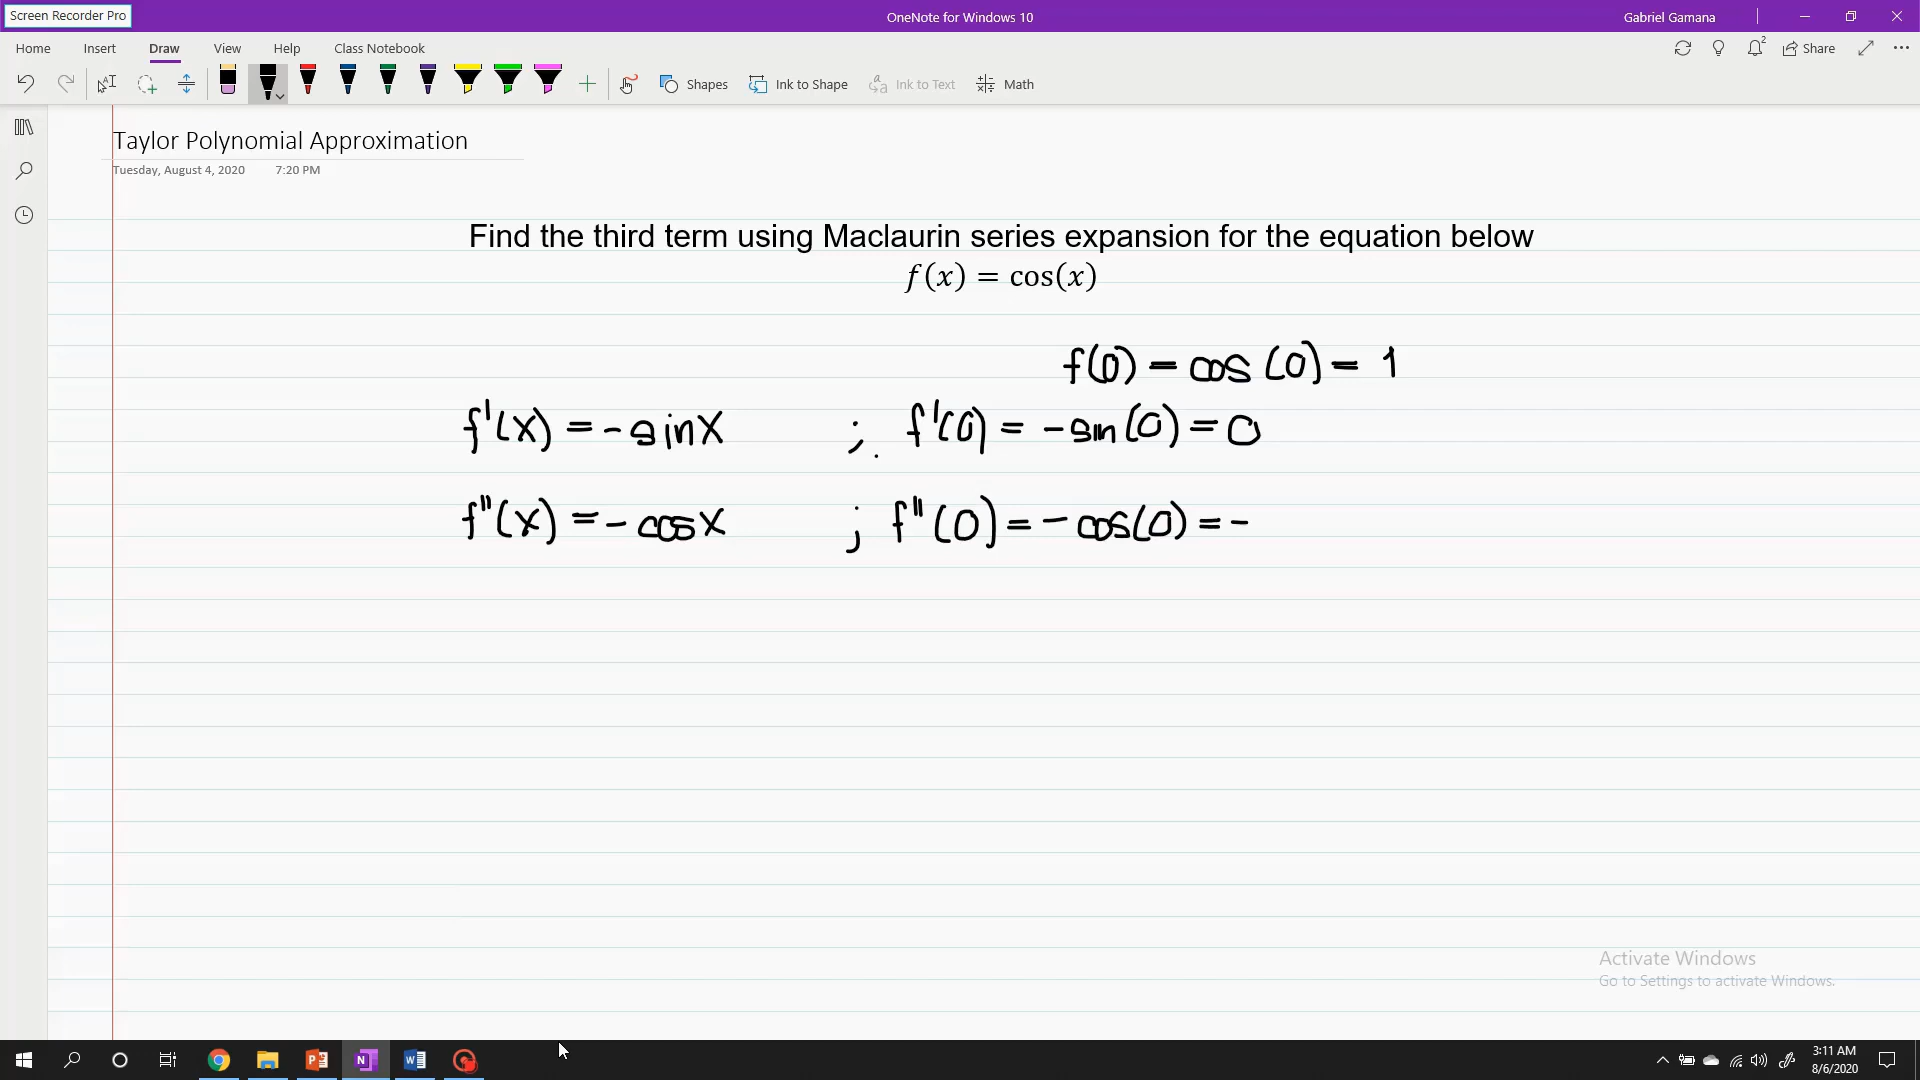 Screen Recorder Pro
OneNote for Windows 10
Gabriel Gamana
Home Insert Draw View Help Class Notebook
2 Share
Shapes Ink to Shape Ink to Text Math
Taylor Polynomial Approximation
Tuesday, August 4, 2020 7:20 PM
Find the third term using Maclaurin series expansion for the equation below
f(x) = cos(x)
f(0) = cos (0) = 1
f'(x) = - sinx ; f'(0) = -sin(0) = 0
f"(x) = - cosx ; f"(0) = - cos(0) = -
Activate Windows
Go to Settings to activate Windows.
3:11 AM
8/6/2020